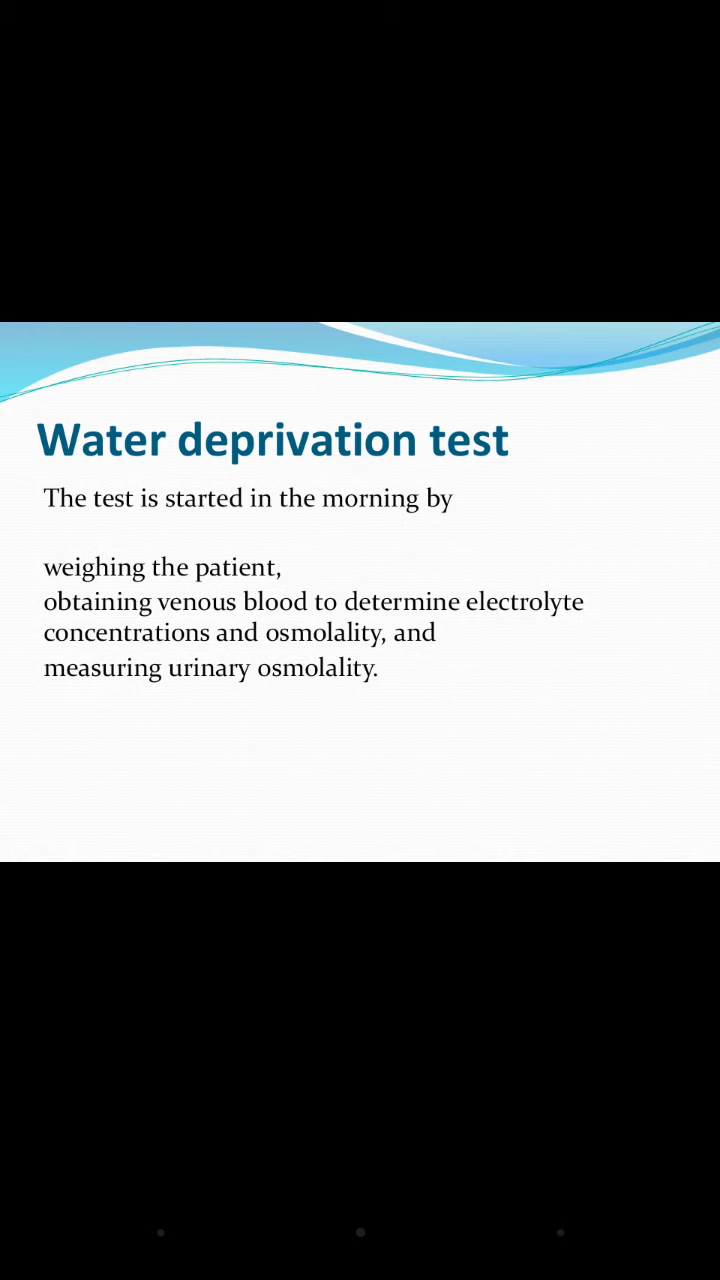 Water deprivation test
The test is started in the morning by
weighing the patient,
obtaining venous blood to determine electrolyte
concentrations and osmolality, and
measuring urinary osmolality.